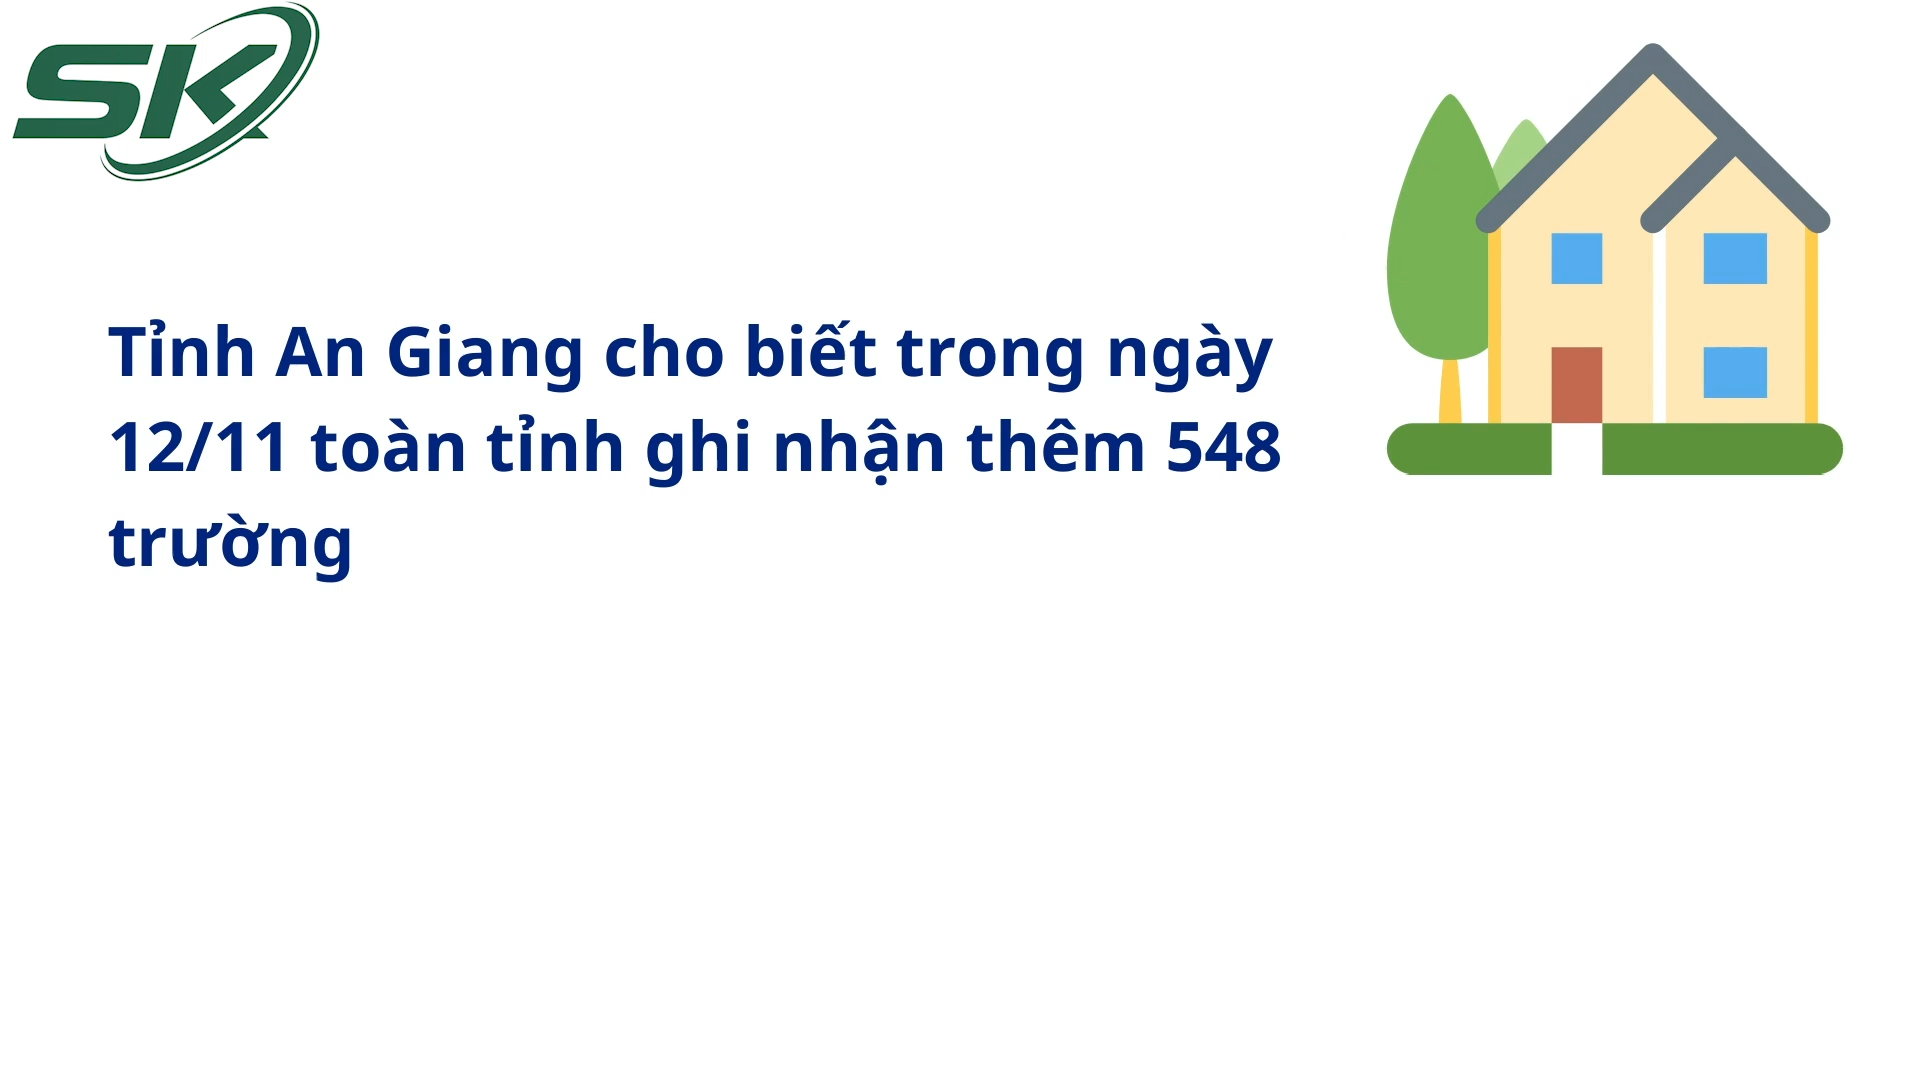 SK
Tỉnh An Giang cho biết trong ngày
12/11 toàn tỉnh ghi nhận thêm 548
trường